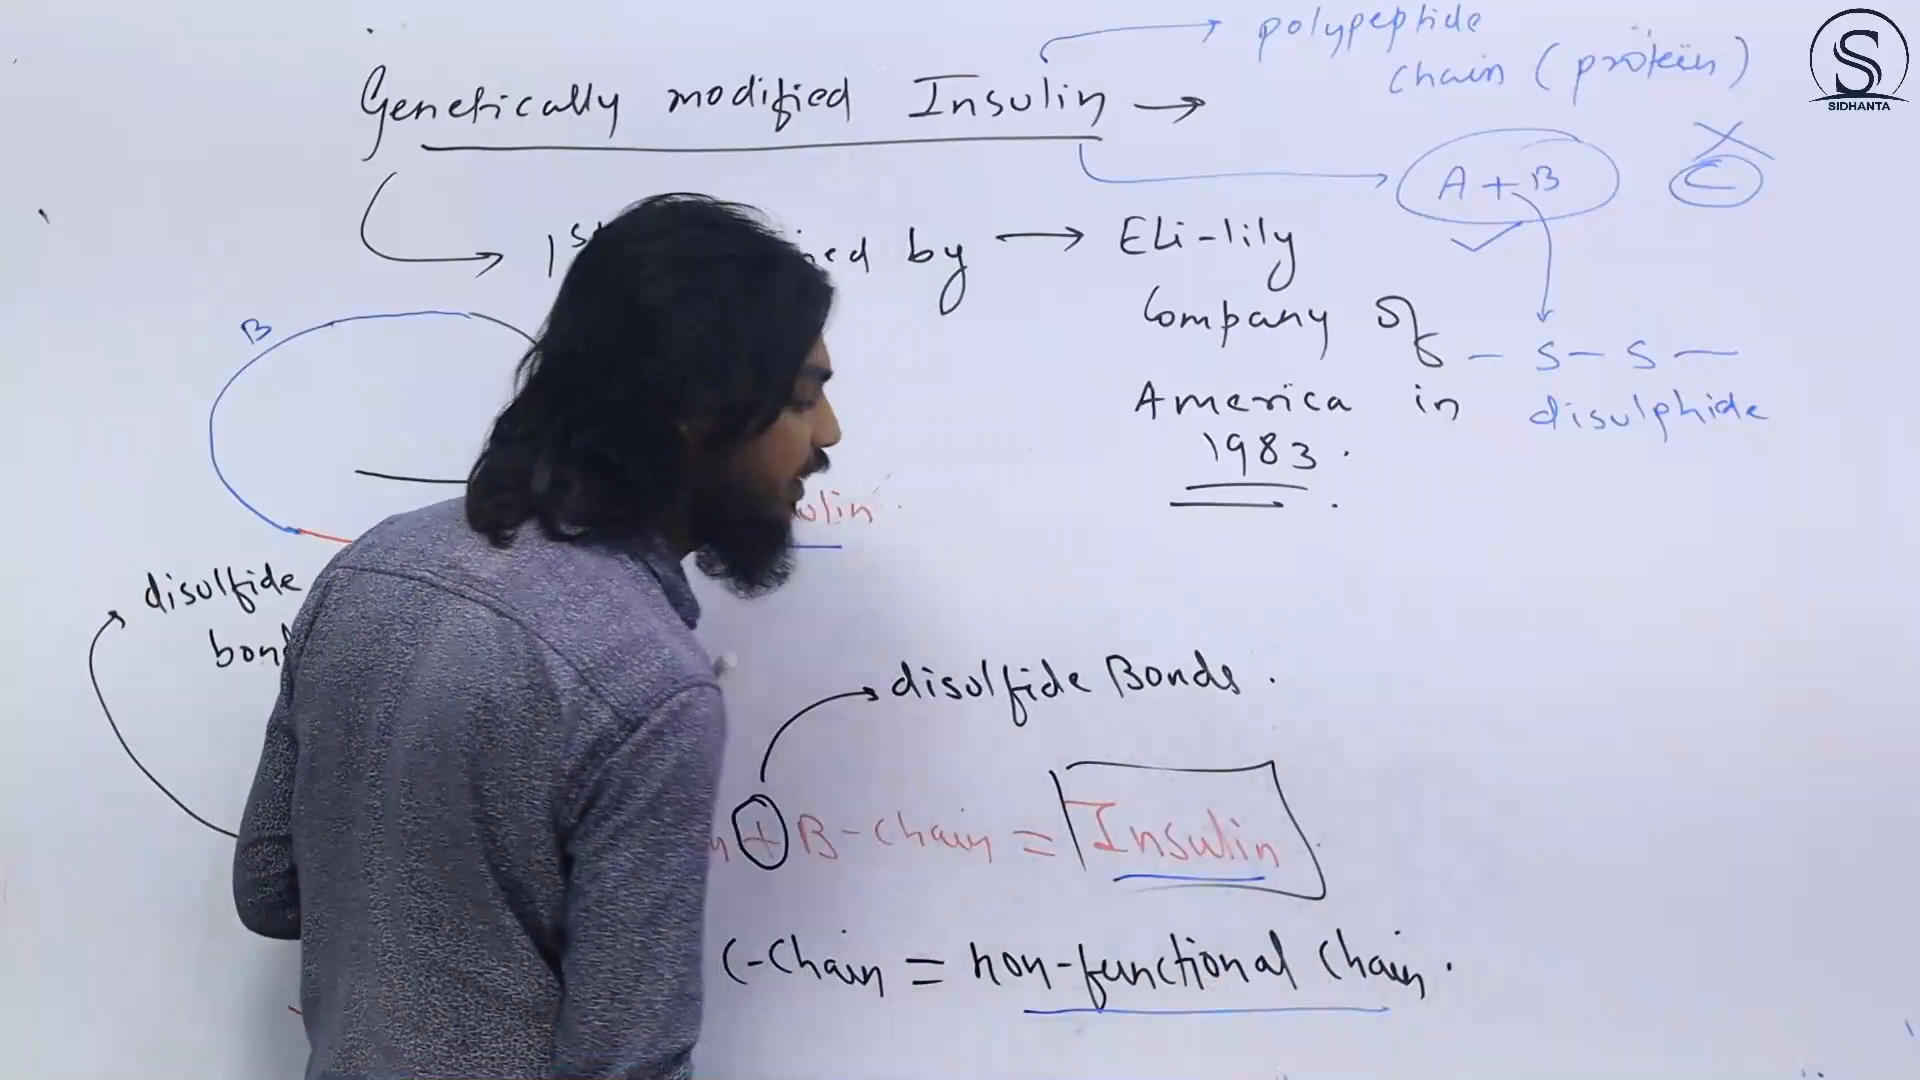 polypeptide
chain (protein)
Genetically modified Insulin
S
SIDHANTA
A + B
C
1st
by
Eli-lily
Company of
America in
1983.
B
- S - S -
disulphide
disulfide
disulfide Bonds.
+ B-chain = Insulin
C-Chain = non-functional chain.